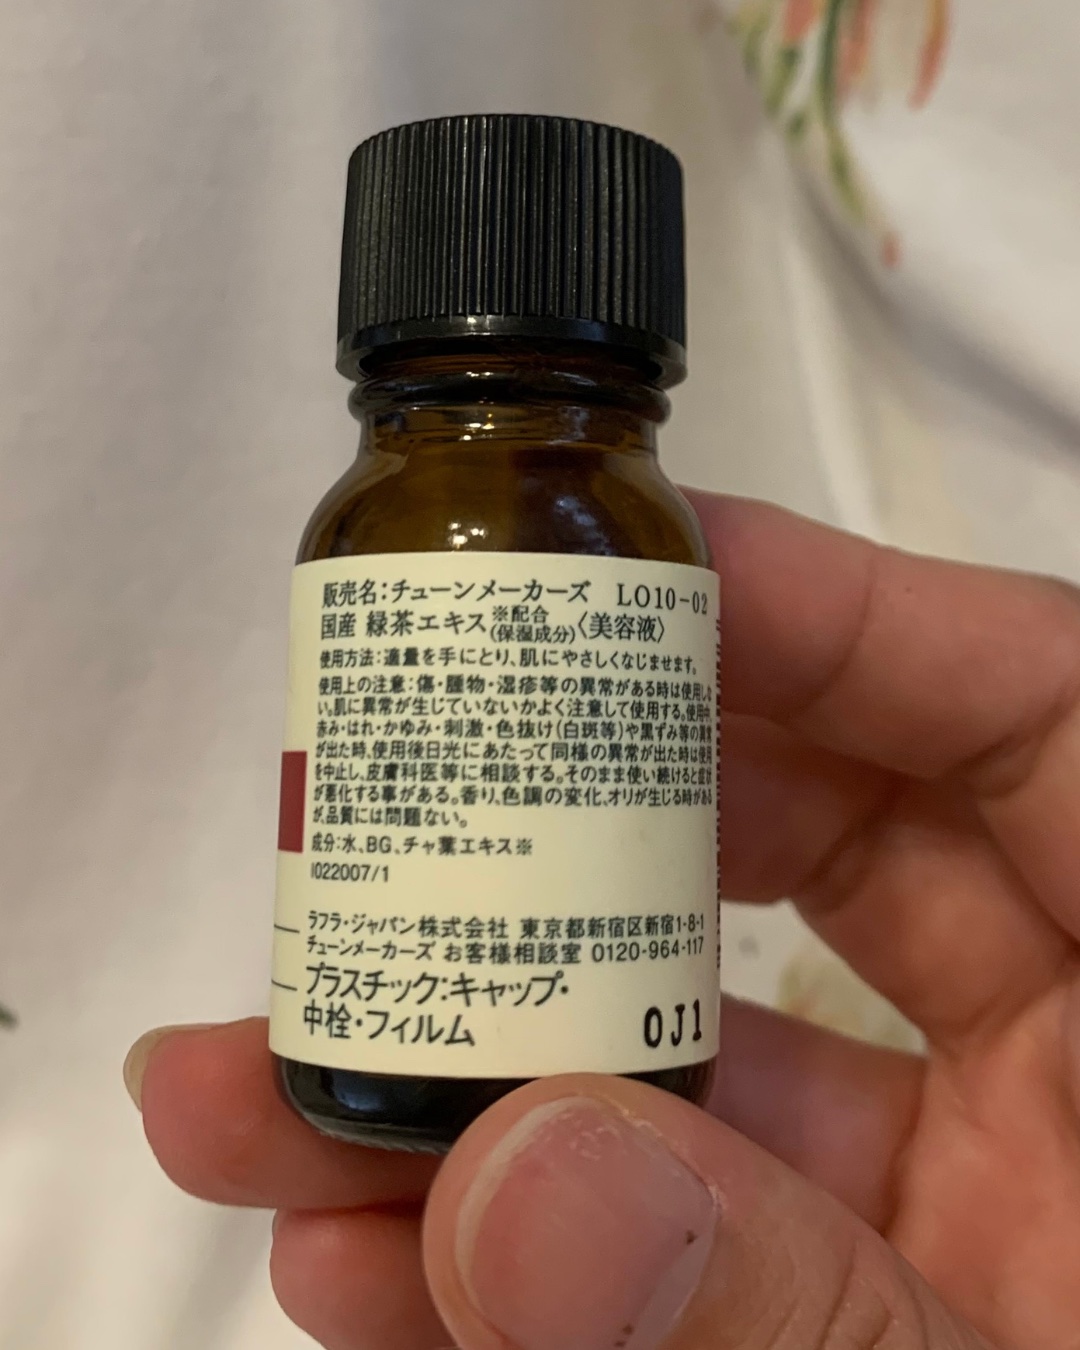 販売名:チューンメーカーズ LO10-02
国産 緑茶エキス※配合(保湿成分)〈美容液〉
使用方法:適量を手にとり、肌にやさしくなじませます。
使用上の注意:傷・腫物・湿疹等の異常がある時は使用しな
い。肌に異常が生じていないかよく注意して使用する。使用中、
赤み・はれ・かゆみ・刺激・色抜け(白斑等)や黒ずみ等の異常
が出た時、使用後日光にあたって同様の異常が出た時は使用
を中止し、皮膚科医等に相談する。そのまま使い続けると症状
が悪化する事がある。香り、色調の変化、オリが生じる時がある
が、品質には問題ない。
成分:水、BG、チャ葉エキス※
I022007/1
ラフラ・ジャパン株式会社 東京都新宿区新宿1-8-1
チューンメーカーズ お客様相談室 0120-964-117
プラスチック:キャップ・
中栓・フィルム
0J1